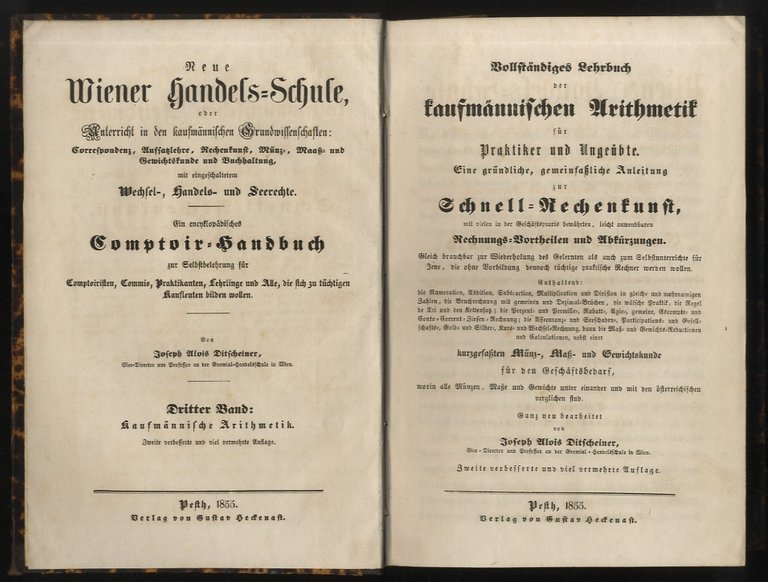 Neue
Wiener Handels-Schule,
oder
Unterricht in den kaufmännischen Grundwissenschaften:
Correspondenz, Aufsatzlehre, Rechenkunst, Münz-, Maaß- und
Gewichtskunde und Buchhaltung,
mit eingeschaltetem
Wechsel-, Handels- und Seerechte.
Ein encyklopädisches
Comptoir-Handbuch
zur Selbstbelehrung für
Comptoiristen, Commis, Praktikanten, Lehrlinge und Alle, die sich zu tüchtigen
Kaufleuten bilden wollen.
Von
Joseph Alois Ditscheiner,
Vice-Director und Professor an der Gremial-Handelsschule in Wien.
Dritter Band:
Kaufmännische Arithmetik.
Zweite verbesserte und viel vermehrte Auflage.
Pesth, 1855.
Verlag von Gustav Heckenast.
Vollständiges Lehrbuch
der
kaufmännischen Arithmetik
für
Praktiker und Ungeübte.
Eine gründliche, gemeinfaßliche Anleitung
zur
Schnell-Rechenkunst,
mit vielen in der Geschäftspraxis bewährten, leicht anwendbaren
Rechnungs-Vortheilen und Abkürzungen.
Gleich brauchbar zur Wiederholung des Gelernten als auch zum Selbstunterrichte für
Jene, die ohne Vorbildung dennoch tüchtige praktische Rechner werden wollen.
Enthaltend:
die Numeration, Addition, Subtraction, Multiplication und Division in gleich- und mehrnamigen
Zahlen, die Bruchrechnung mit gemeinen und Dezimal-Brüchen, die wälsche Praktik, die Regel
de Tri und den Kettensatz; die Perzent- und Permille-, Rabatt-, Agio-, gemeine, Escompte- und
Conto-Corrent-Zinsen-Rechnung; die Assecuranz- und Seeschaden-, Participations- und Gesell-
schafts-, Gold- und Silber-, Kurs- und Wechsel-Rechnung, dann die Maß- und Gewichts-Reductionen
und Calculationen, nebst einer
kurzgefaßten Münz-, Maß- und Gewichtskunde
für den Geschäftsbedarf,
worin alle Münzen, Maße und Gewichte unter einander und mit den österreichischen
verglichen sind.
Ganz neu bearbeitet
von
Joseph Alois Ditscheiner,
Vice-Director und Professor an der Gremial-Handelsschule in Wien.
Zweite verbesserte und viel vermehrte Auflage.
Pesth, 1855.
Verlag von Gustav Heckenast.